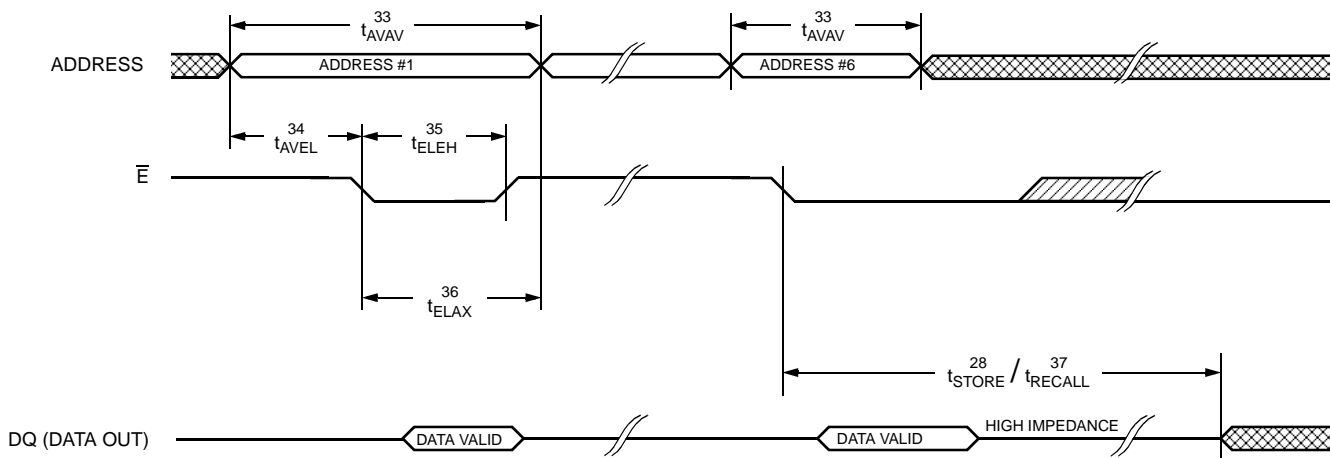 33
tAVAV
33
tAVAV
ADDRESS
ADDRESS #1
ADDRESS #6
34
tAVEL
35
tELEH
E
36
tELAX
28 37
tSTORE / tRECALL
DQ (DATA OUT)
DATA VALID
DATA VALID
HIGH IMPEDANCE